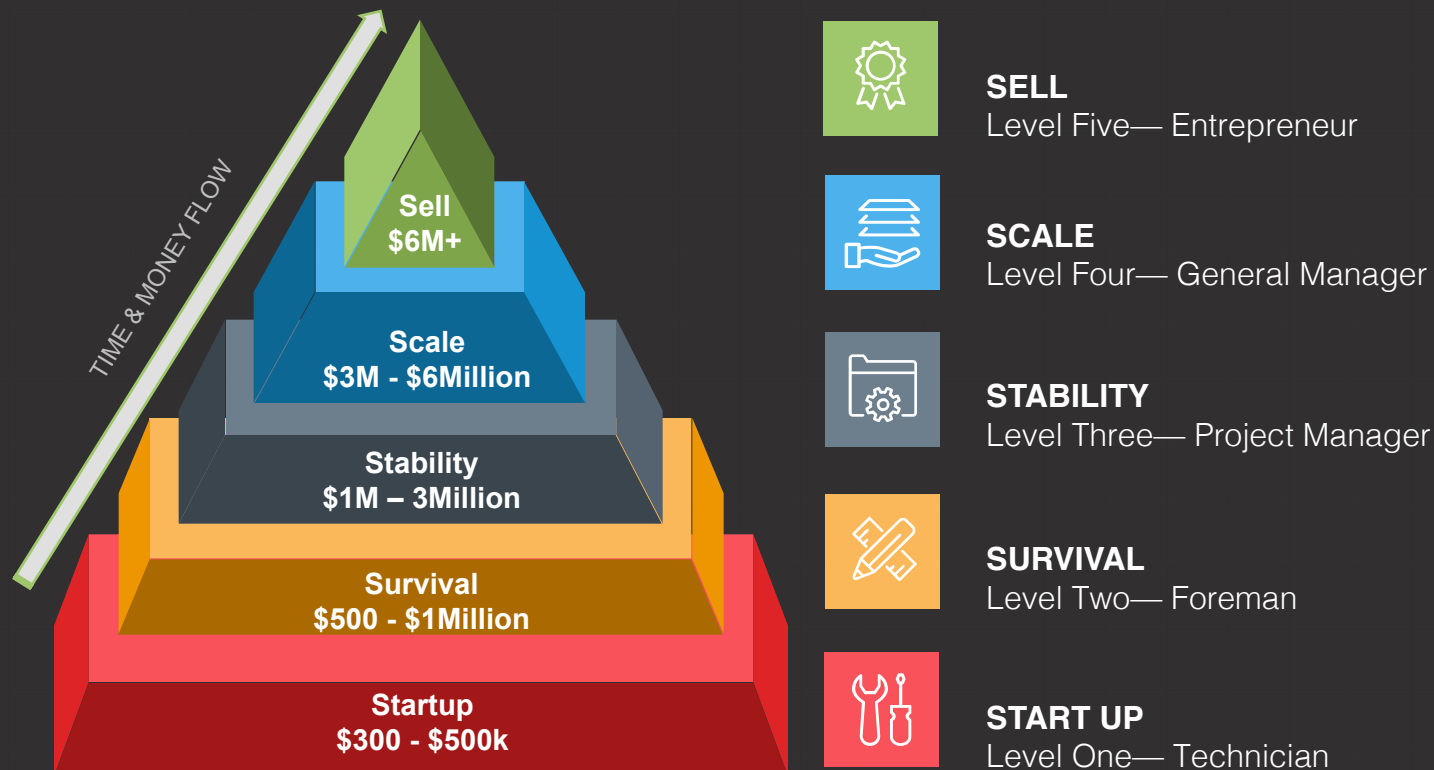 TIME & MONEY FLOW
Sell
$6M+
Scale
$3M - $6Million
Stability
$1M – 3Million
Survival
$500 - $1Million
Startup
$300 - $500k
SELL
Level Five— Entrepreneur
SCALE
Level Four— General Manager
STABILITY
Level Three— Project Manager
SURVIVAL
Level Two— Foreman
START UP
Level One— Technician